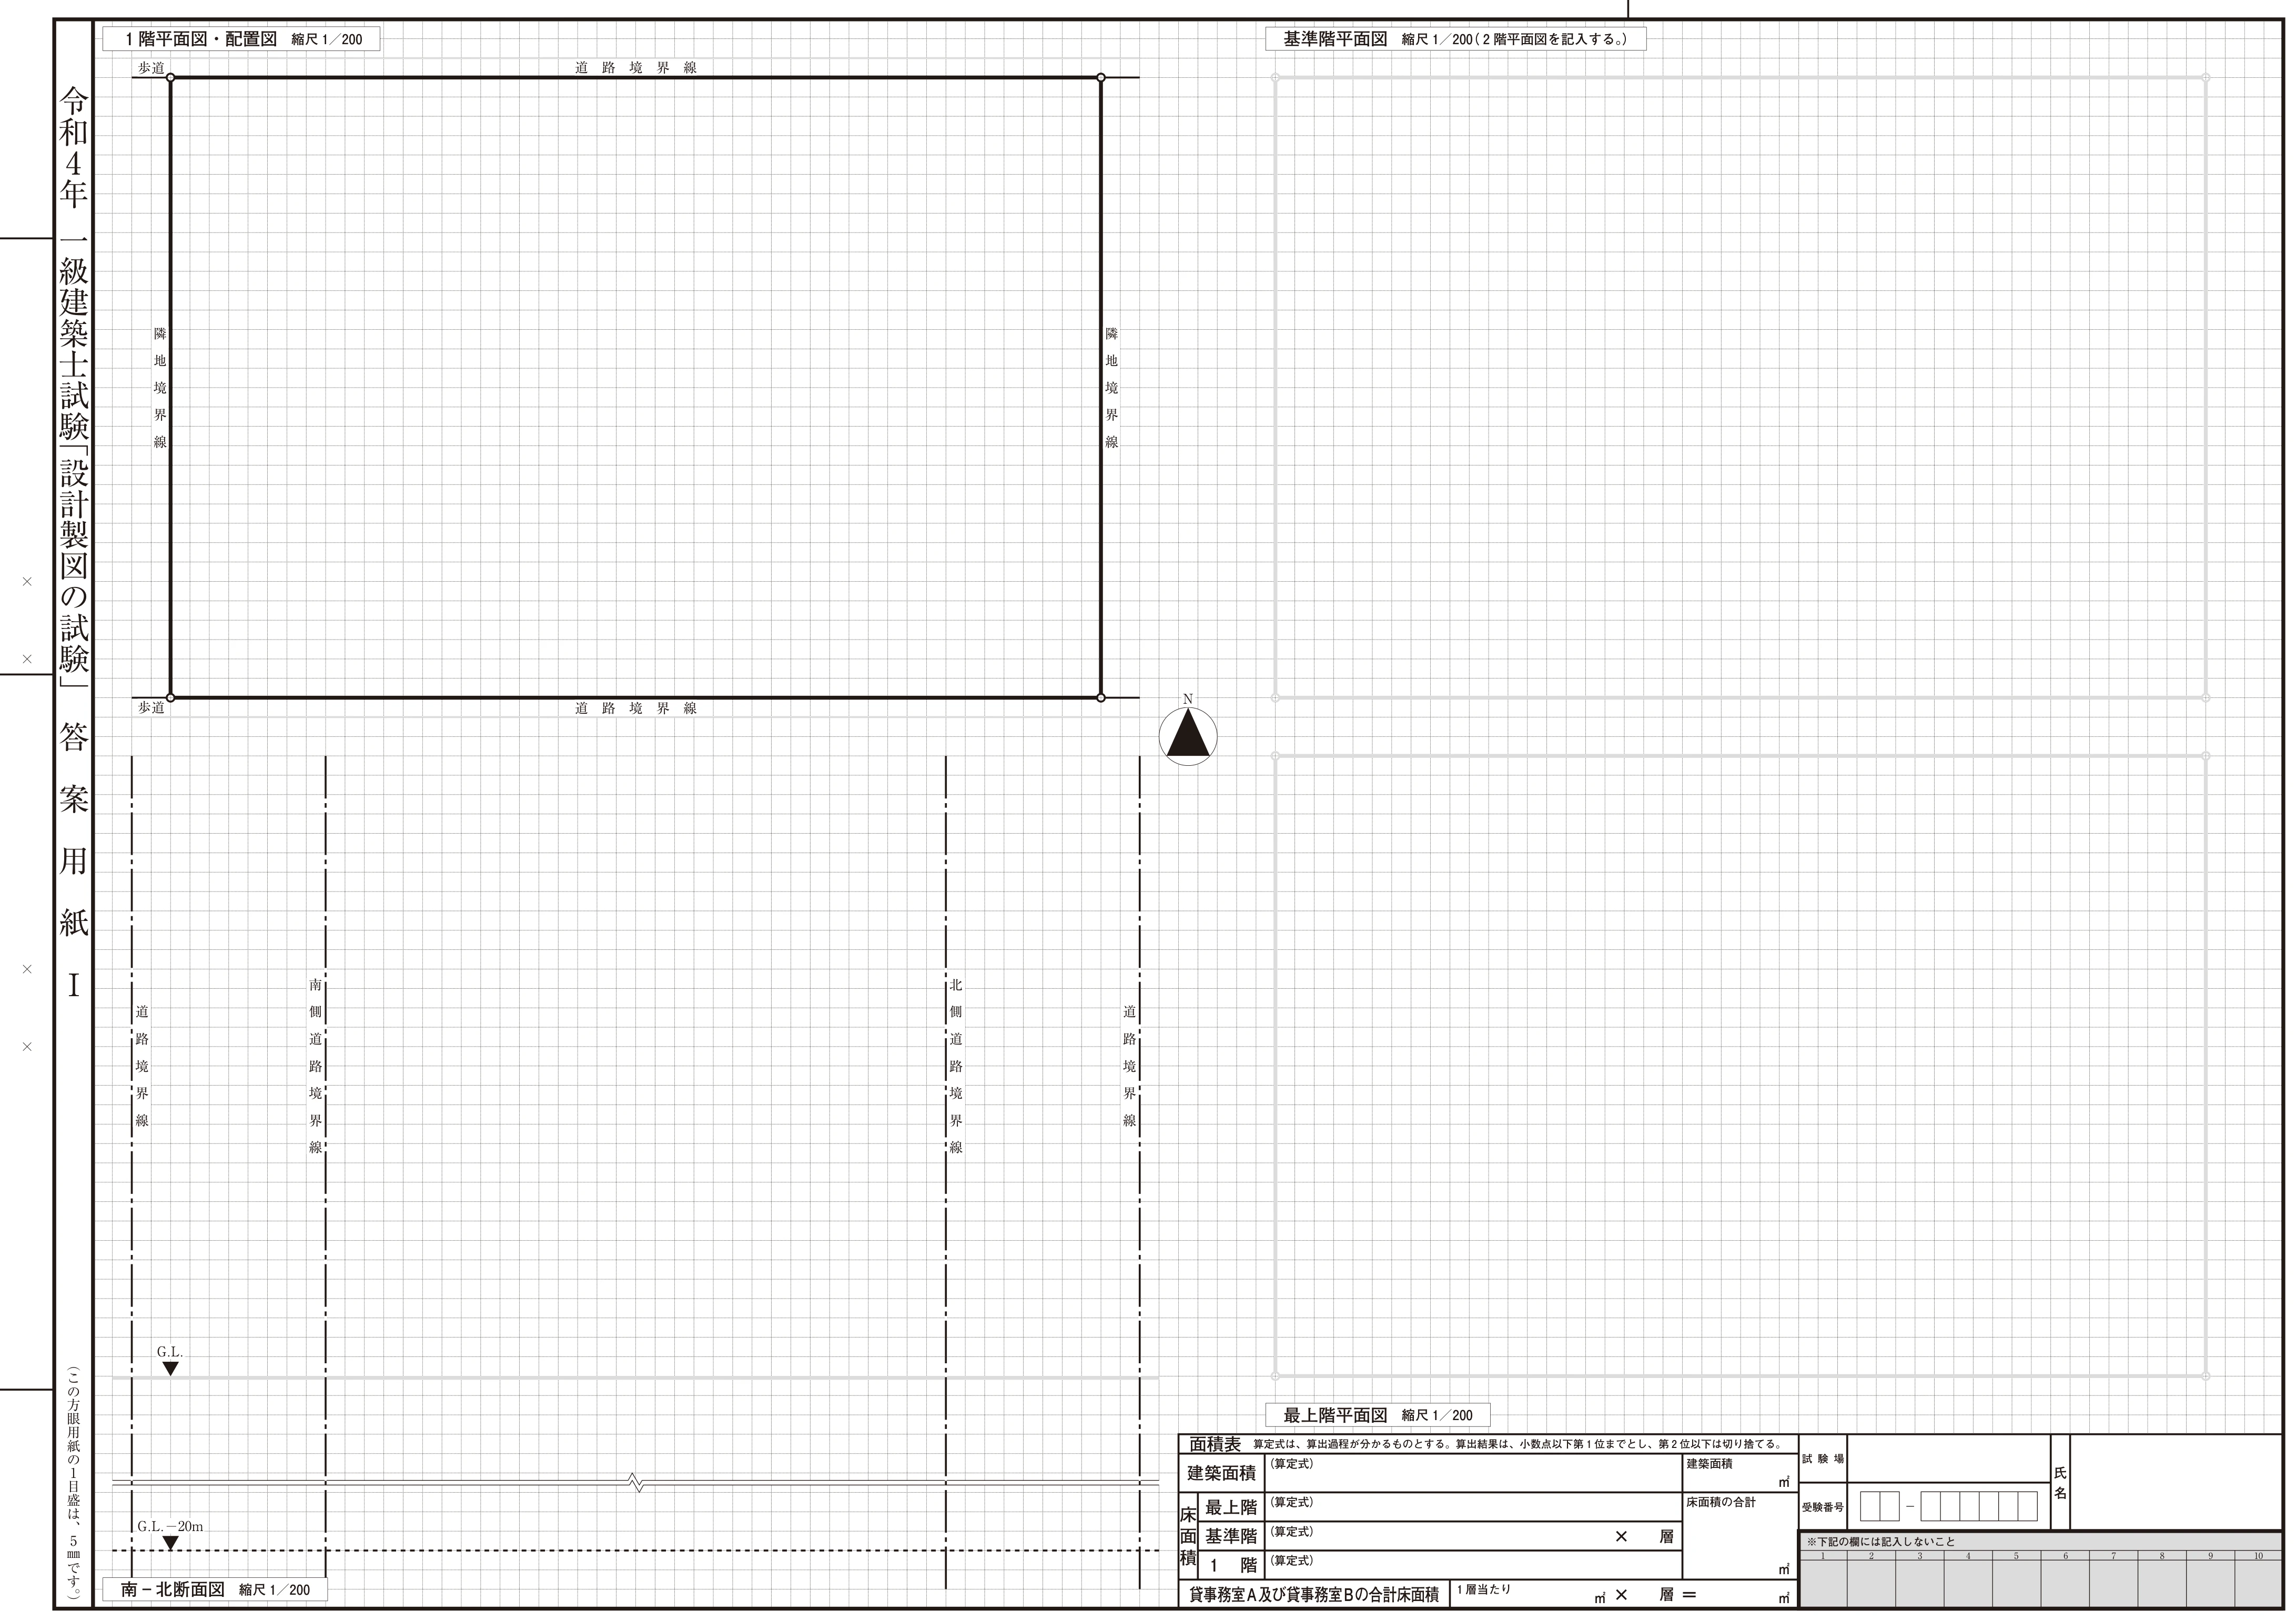 令和4年 一級建築士試験「設計製図の試験」 答案用紙 Ⅰ
(この方眼用紙の1目盛は、5㎜です。)
1階平面図・配置図 縮尺1/200
歩道
道路境界線
隣地境界線
隣地境界線
歩道
道路境界線
N
基準階平面図 縮尺1/200(2階平面図を記入する。)
道路境界線
南側道路境界線
北側道路境界線
道路境界線
G.L.
G.L.-20m
南-北断面図 縮尺1/200
最上階平面図 縮尺1/200
面積表 算定式は、算出過程が分かるものとする。算出結果は、小数点以下第1位までとし、第2位以下は切り捨てる。
建築面積 (算定式) 建築面積 ㎡
床面積
最上階 (算定式) 床面積の合計
基準階 (算定式) × 層
1階 (算定式) ㎡
貸事務室A及び貸事務室Bの合計床面積 1層当たり ㎡ × 層 = ㎡
試験場
受験番号 -
氏名
※下記の欄には記入しないこと
1 2 3 4 5 6 7 8 9 10